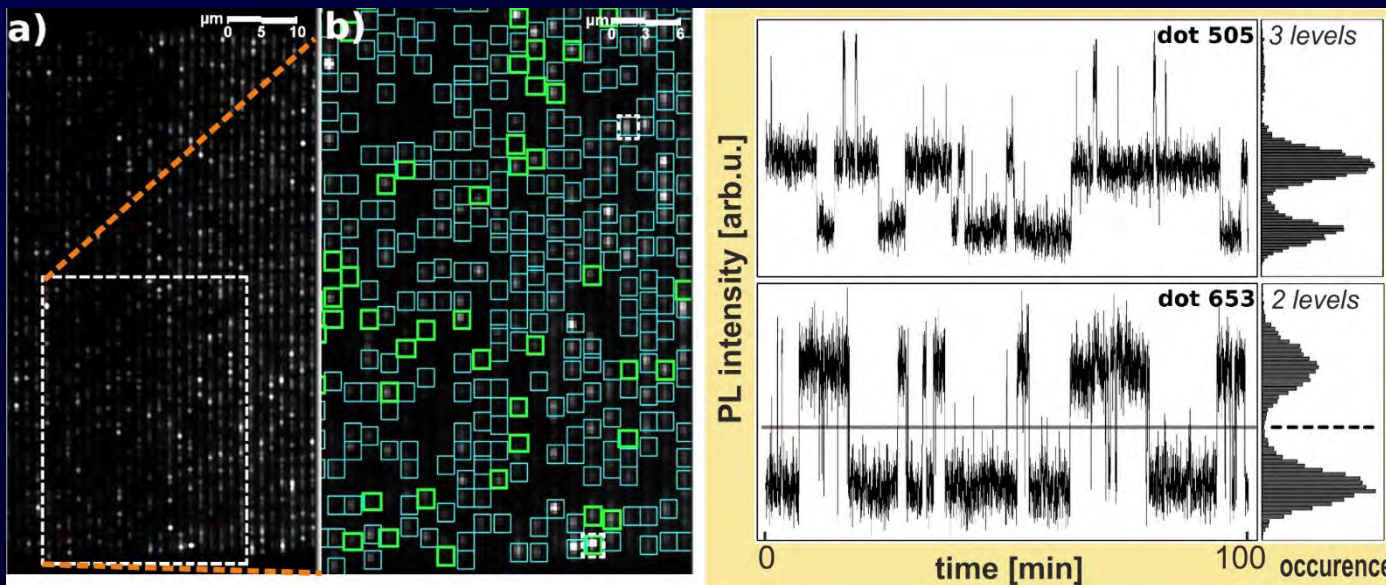 a)
µm
0 5 10
b)
µm
0 3 6
PL intensity [arb.u.]
dot 505
3 levels
dot 653
2 levels
0
100
time [min]
occurence